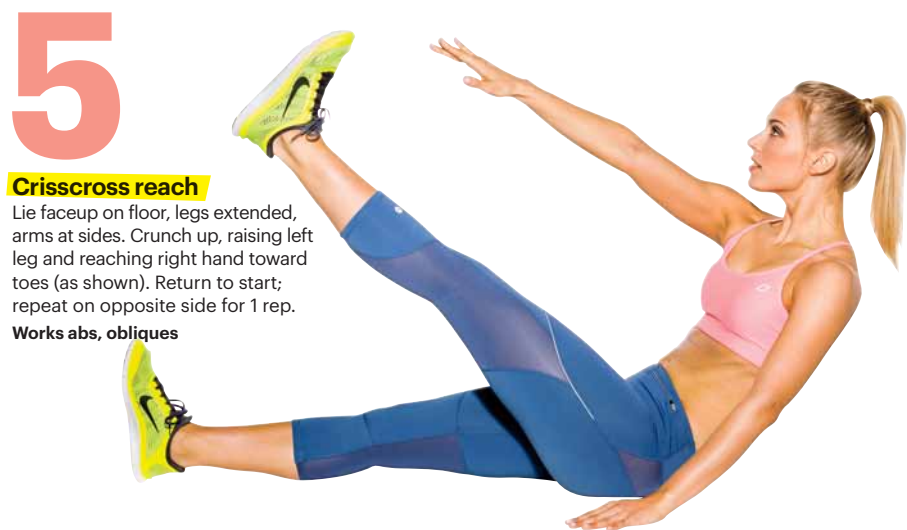 5
Crisscross reach
Lie faceup on floor, legs extended,
arms at sides. Crunch up, raising left
leg and reaching right hand toward
toes (as shown). Return to start;
repeat on opposite side for 1 rep.
Works abs, obliques